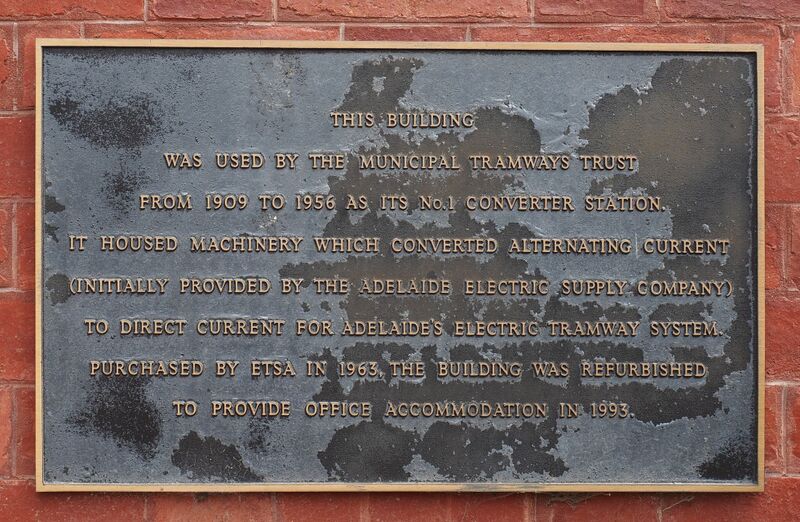 THIS BUILDING
WAS USED BY THE MUNICIPAL TRAMWAYS TRUST
FROM 1909 TO 1956 AS ITS No.1 CONVERTER STATION.
IT HOUSED MACHINERY WHICH CONVERTED ALTERNATING CURRENT
(INITIALLY PROVIDED BY THE ADELAIDE ELECTRIC SUPPLY COMPANY)
TO DIRECT CURRENT FOR ADELAIDE'S ELECTRIC TRAMWAY SYSTEM.
PURCHASED BY ETSA IN 1963, THE BUILDING WAS REFURBISHED
TO PROVIDE OFFICE ACCOMMODATION IN 1993.